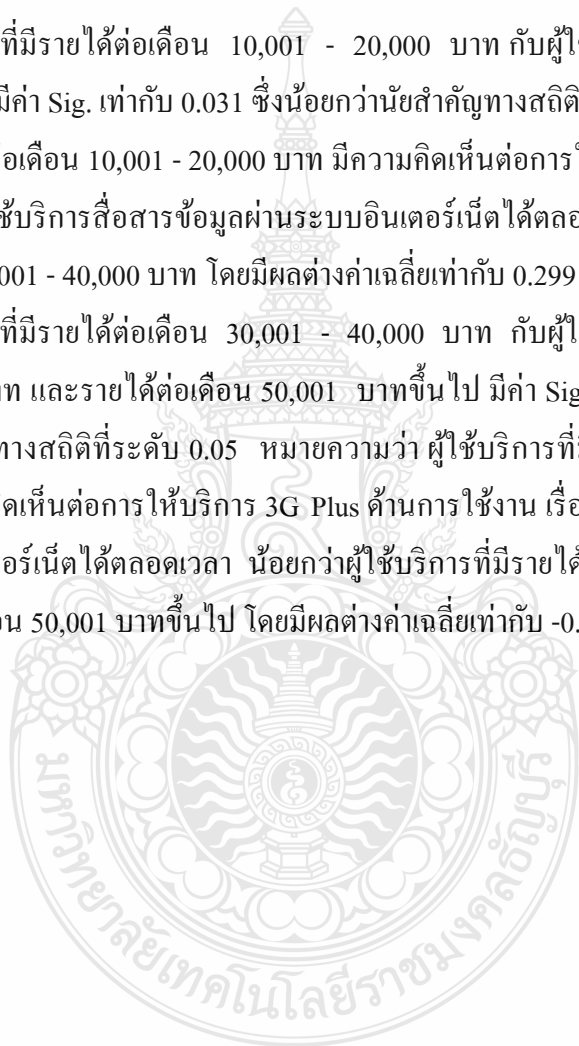 ที่มีรายได้ต่อเดือน 10,001 - 20,000 บาท กับผู้ใช้
มีค่า Sig. เท่ากับ 0.031 ซึ่งน้อยกว่านัยสำคัญทางสถิติ
อเดือน 10,001 - 20,000 บาท มีความคิดเห็นต่อการ
ช้บริการสื่อสารข้อมูลผ่านระบบอินเตอร์เน็ตได้ตลอ
001 - 40,000 บาท โดยมีผลต่างค่าเฉลี่ยเท่ากับ 0.299
ที่มีรายได้ต่อเดือน 30,001 - 40,000 บาท กับผู้ใ
าท และรายได้ต่อเดือน 50,001 บาทขึ้นไป มีค่า Sig
ทางสถิติที่ระดับ 0.05 หมายความว่า ผู้ใช้บริการที่
ดเห็นต่อการให้บริการ 3G Plus ด้านการใช้งาน เรื่อ
อร์เน็ตได้ตลอดเวลา น้อยกว่าผู้ใช้บริการที่มีรายได้
อน 50,001 บาทขึ้นไป โดยมีผลต่างค่าเฉลี่ยเท่ากับ -0.
มหาวิทยาลัยเทคโนโลยีราชมงคลธัญบุรี